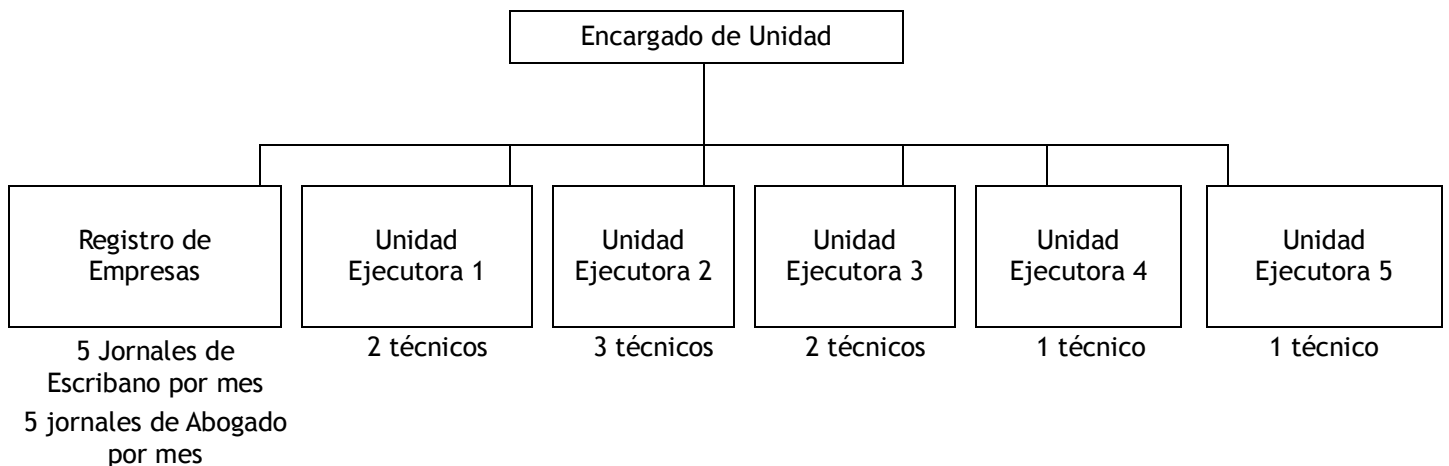 Encargado de Unidad
Registro de
Empresas
Unidad
Ejecutora 1
Unidad
Ejecutora 2
Unidad
Ejecutora 3
Unidad
Ejecutora 4
Unidad
Ejecutora 5
5 Jornales de
Escribano por mes
5 jornales de Abogado
por mes
2 técnicos
3 técnicos
2 técnicos
1 técnico
1 técnico